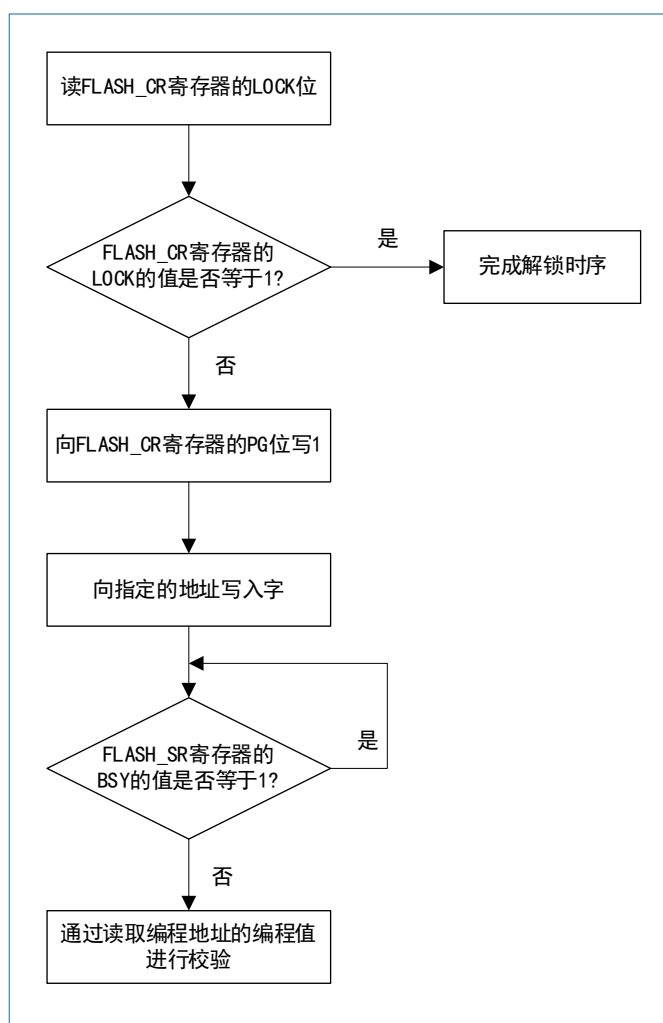 读FLASH_CR寄存器的LOCK位
FLASH_CR寄存器的
LOCK的值是否等于1?
是
完成解锁时序
否
向FLASH_CR寄存器的PG位写1
向指定的地址写入字
FLASH_SR寄存器的
BSY的值是否等于1?
是
否
通过读取编程地址的编程值
进行校验